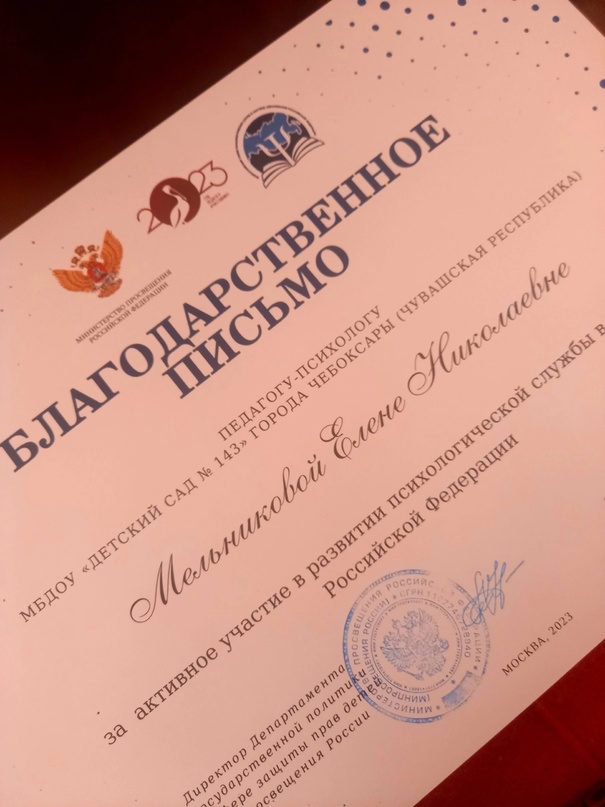 2023
МИНИСТЕРСТВО ПРОСВЕЩЕНИЯ
РОССИЙСКОЙ ФЕДЕРАЦИИ
БЛАГОДАРСТВЕННОЕ
ПИСЬМО
ПЕДАГОГУ-ПСИХОЛОГУ
МБДОУ «ДЕТСКИЙ САД № 143» ГОРОДА ЧЕБОКСАРЫ (ЧУВАШСКАЯ РЕСПУБЛИКА)
Мельниковой Елене Николаевне
за активное участие в развитии психологической службы в
Российской Федерации
Директор Департамента
государственной политики
сфере защиты прав детей
России
МОСКВА, 2023